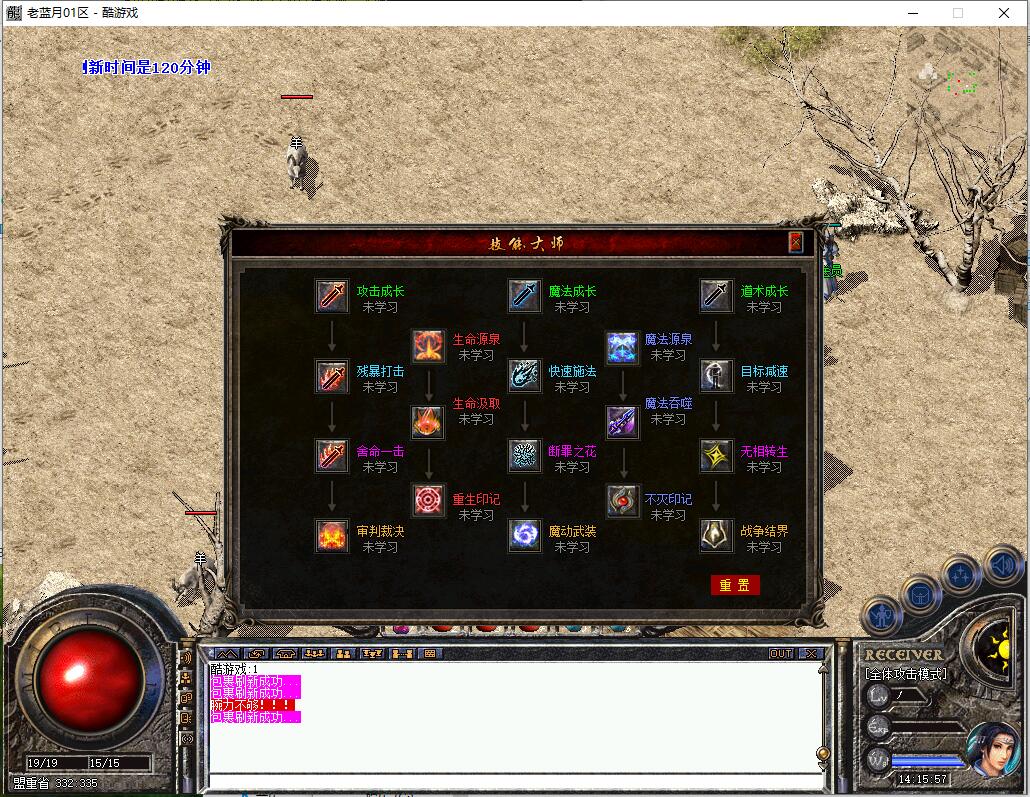 老蓝月01区 - 酷游戏
新时间是120分钟
羊
技能大师
攻击成长
未学习
魔法成长
未学习
道术成长
未学习
生命源泉
未学习
魔法源泉
未学习
残暴打击
未学习
快速施法
未学习
目标减速
未学习
生命汲取
未学习
魔法吞噬
未学习
舍命一击
未学习
断罪之花
未学习
无相转生
未学习
重生印记
未学习
不灭印记
未学习
审判裁决
未学习
魔动武装
未学习
战争结界
未学习
重置
羊
OUT
酷游戏:1
包裹刷新成功...
包裹刷新成功...
腕力不够!!!
包裹刷新成功...
RECEIVER
[全体攻击模式]
Lv
Exp
19/19 15/15
盟重省 332:335
14:15:57